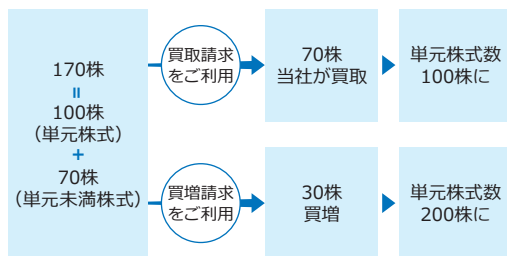 170株
=
100株
（単元株式）
+
70株
（単元未満株式）
買取請求
をご利用
70株
当社が買取
単元株式数
100株に
買増請求
をご利用
30株
買増
単元株式数
200株に